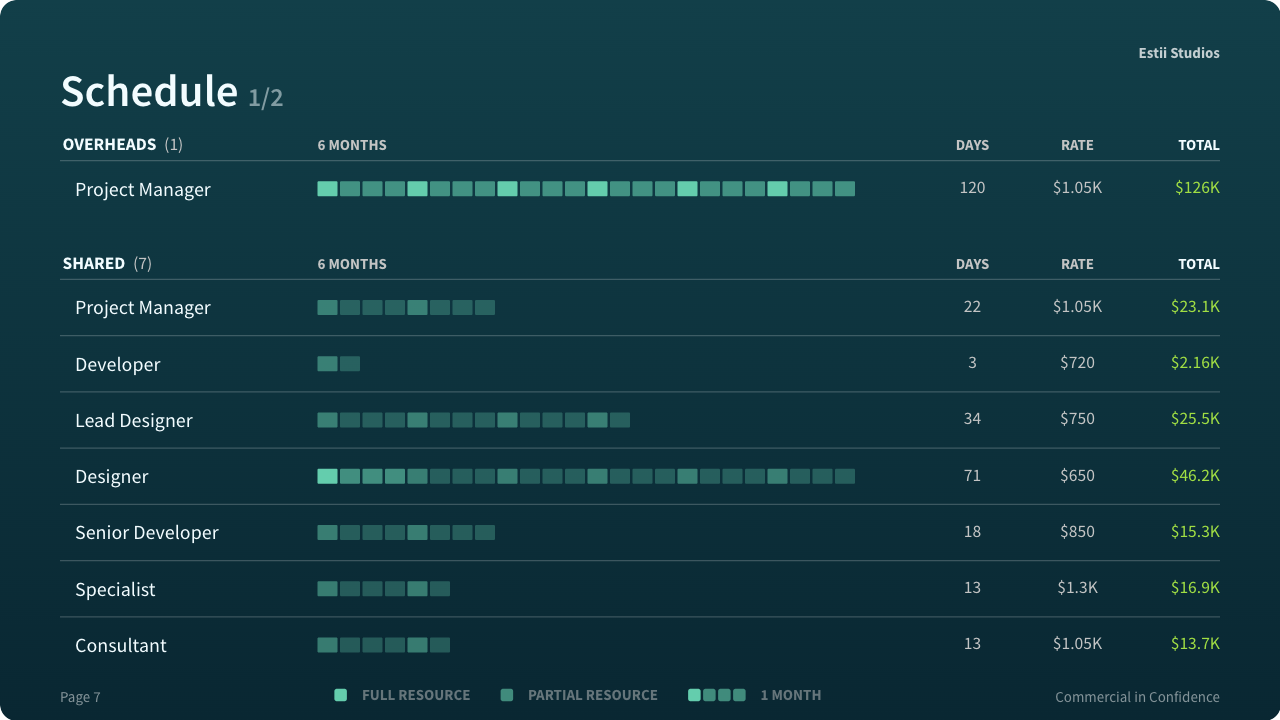 Estii Studios
Schedule 1/2
OVERHEADS (1) 6 MONTHS DAYS RATE TOTAL
Project Manager 120 $1.05K $126K
SHARED (7) 6 MONTHS DAYS RATE TOTAL
Project Manager 22 $1.05K $23.1K
Developer 3 $720 $2.16K
Lead Designer 34 $750 $25.5K
Designer 71 $650 $46.2K
Senior Developer 18 $850 $15.3K
Specialist 13 $1.3K $16.9K
Consultant 13 $1.05K $13.7K
Page 7 FULL RESOURCE PARTIAL RESOURCE 1 MONTH Commercial in Confidence